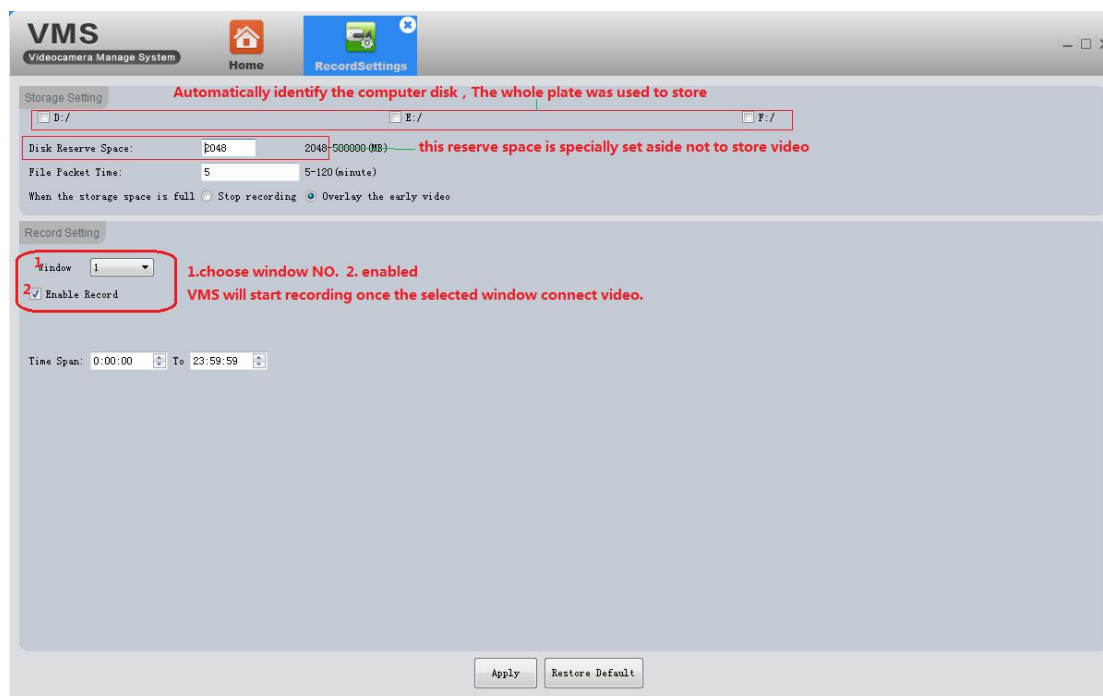 VMS
Videocamera Manage System
Home
RecordSettings
Storage Setting
Automatically identify the computer disk , The whole plate was used to store
D:/ E:/ F:/
Disk Reserve Space: 2048 2048-500000(MB) this reserve space is specially set aside not to store video
File Packet Time: 5 5-120(minute)
When the storage space is full Stop recording Overlay the early video
Record Setting
1 Window 1 1.choose window NO. 2. enabled
2 Enable Record VMS will start recording once the selected window connect video.
Time Span: 0:00:00 To 23:59:59
Apply Restore Default